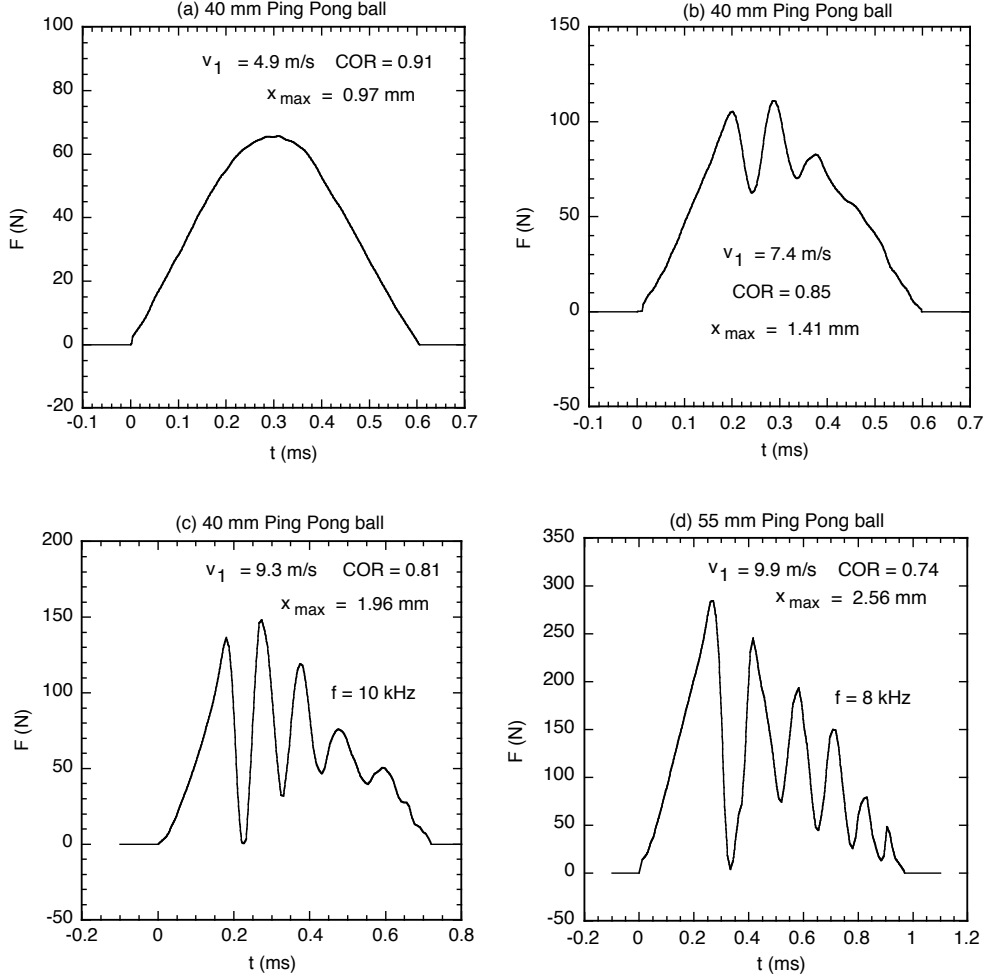 (a) 40 mm Ping Pong ball
100
80
60
40
20
0
-20
F (N)
v1 = 4.9 m/s COR = 0.91
x max = 0.97 mm
-0.1 0 0.1 0.2 0.3 0.4 0.5 0.6 0.7
t (ms)
(b) 40 mm Ping Pong ball
150
100
50
0
-50
F (N)
v1 = 7.4 m/s
COR = 0.85
x max = 1.41 mm
-0.1 0 0.1 0.2 0.3 0.4 0.5 0.6 0.7
t (ms)
(c) 40 mm Ping Pong ball
200
150
100
50
0
-50
F (N)
v1 = 9.3 m/s COR = 0.81
x max = 1.96 mm
f = 10 kHz
-0.2 0 0.2 0.4 0.6 0.8
t (ms)
(d) 55 mm Ping Pong ball
350
300
250
200
150
100
50
0
-50
F (N)
v1 = 9.9 m/s COR = 0.74
x max = 2.56 mm
f = 8 kHz
-0.2 0 0.2 0.4 0.6 0.8 1 1.2
t (ms)